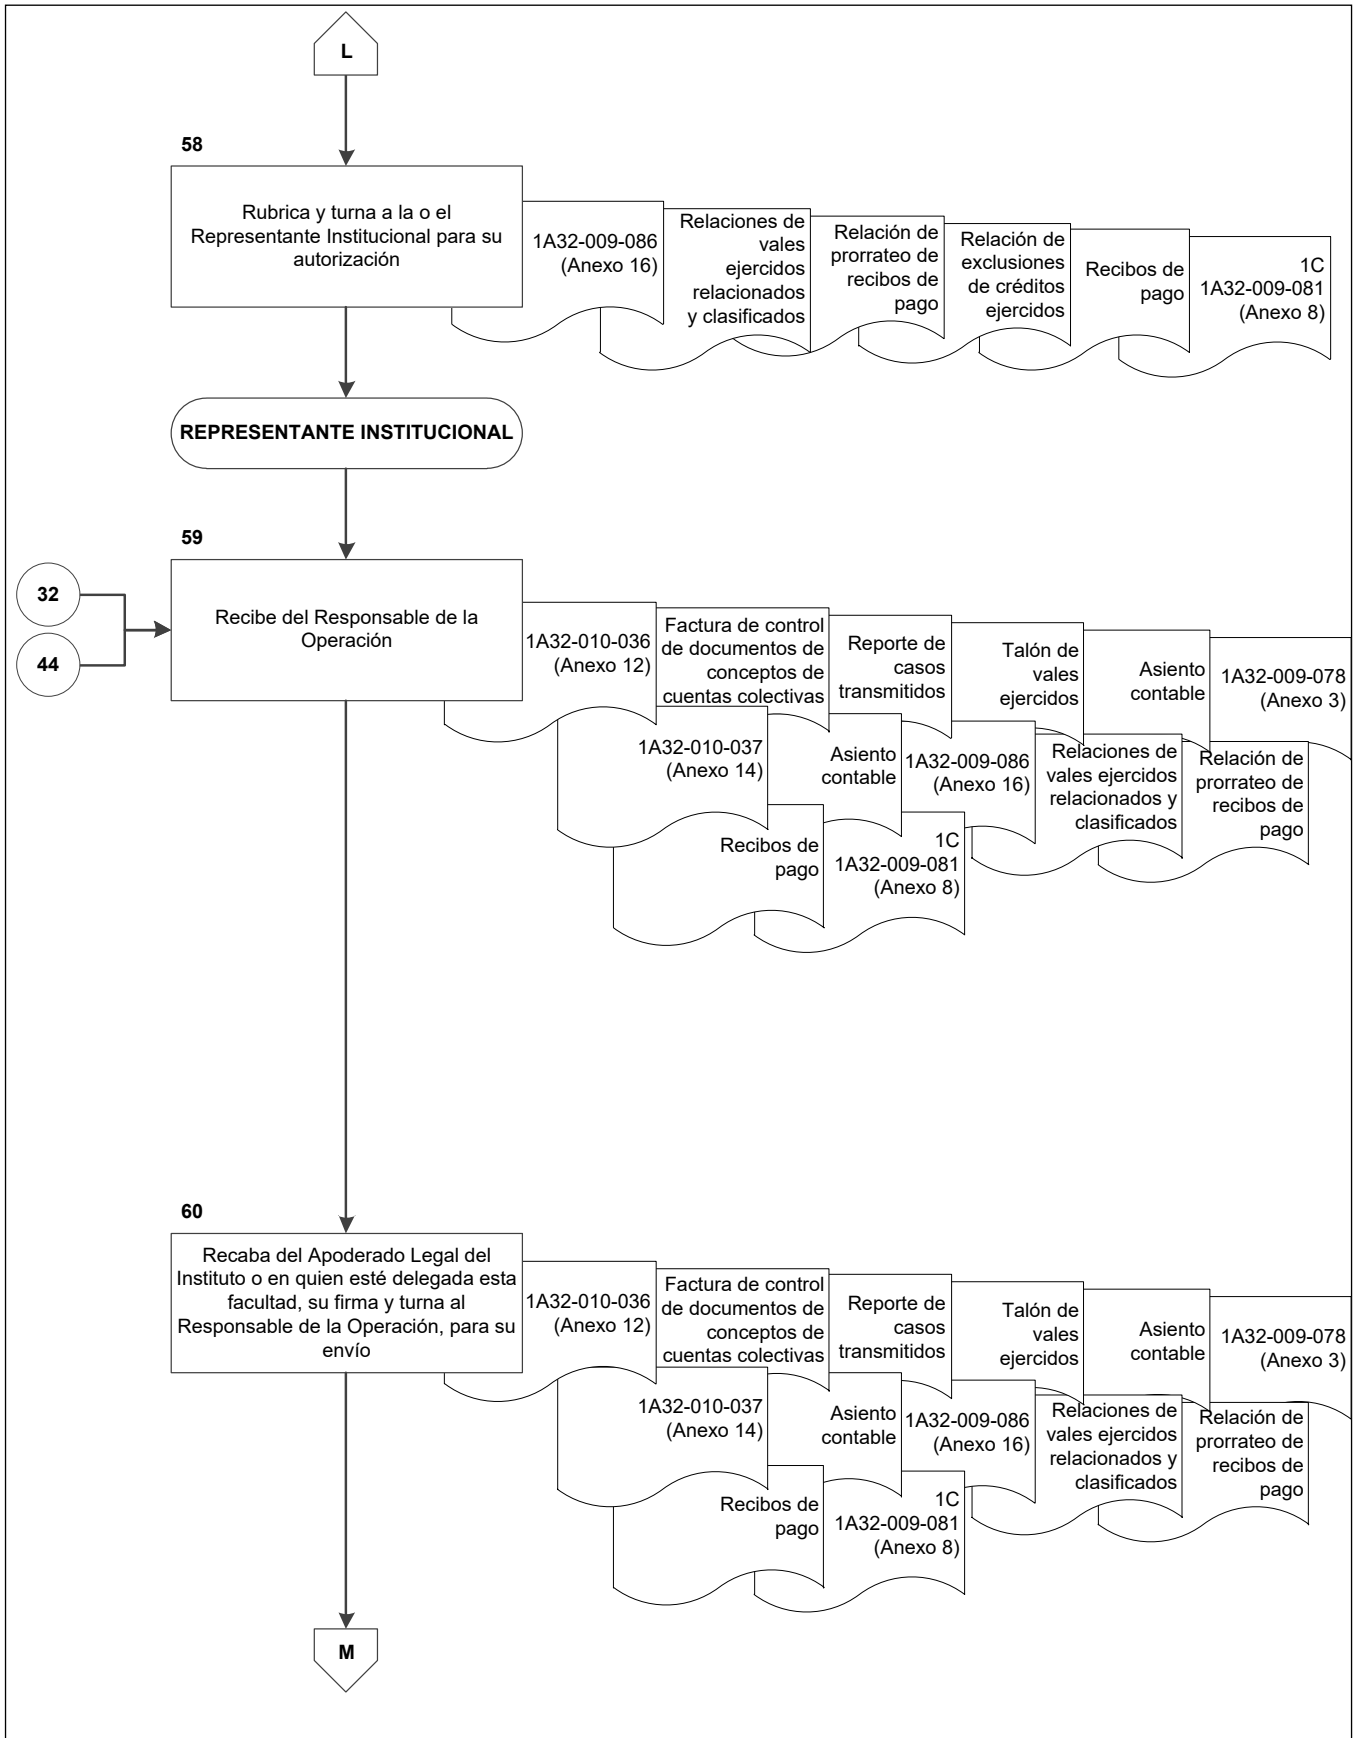 L
58
Rubrica y turna a la o el
Representante Institucional para su
autorización
1A32-009-086
(Anexo 16)
Relaciones de
vales
ejercidos
relacionados
y clasificados
Relación de
prorrateo de
recibos de
pago
Relación de
exclusiones
de créditos
ejercidos
Recibos de
pago
1C
1A32-009-081
(Anexo 8)
REPRESENTANTE INSTITUCIONAL
59
32
44
Recibe del Responsable de la
Operación
1A32-010-036
(Anexo 12)
Factura de control
de documentos de
conceptos de
cuentas colectivas
Reporte de
casos
transmitidos
Talón de
vales
ejercidos
Asiento
contable
1A32-009-078
(Anexo 3)
1A32-010-037
(Anexo 14)
Asiento
contable
1A32-009-086
(Anexo 16)
Relaciones de
vales ejercidos
relacionados y
clasificados
Relación de
prorrateo de
recibos de
pago
Recibos de
pago
1C
1A32-009-081
(Anexo 8)
60
Recaba del Apoderado Legal del
Instituto o en quien esté delegada esta
facultad, su firma y turna al
Responsable de la Operación, para su
envío
1A32-010-036
(Anexo 12)
Factura de control
de documentos de
conceptos de
cuentas colectivas
Reporte de
casos
transmitidos
Talón de
vales
ejercidos
Asiento
contable
1A32-009-078
(Anexo 3)
1A32-010-037
(Anexo 14)
Asiento
contable
1A32-009-086
(Anexo 16)
Relaciones de
vales ejercidos
relacionados y
clasificados
Relación de
prorrateo de
recibos de
pago
Recibos de
pago
1C
1A32-009-081
(Anexo 8)
M